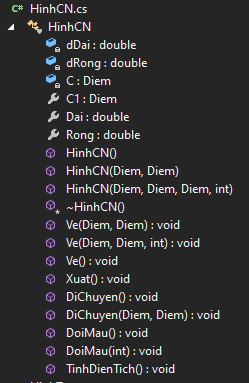 C# HinhCN.cs
HinhCN
dDai : double
dRong : double
C : Diem
C1 : Diem
Dai : double
Rong : double
HinhCN()
HinhCN(Diem, Diem)
HinhCN(Diem, Diem, Diem, int)
~HinhCN()
Ve(Diem, Diem) : void
Ve(Diem, Diem, int) : void
Ve() : void
Xuat() : void
DiChuyen() : void
DiChuyen(Diem, Diem) : void
DoiMau() : void
DoiMau(int) : void
TinhDienTich() : void